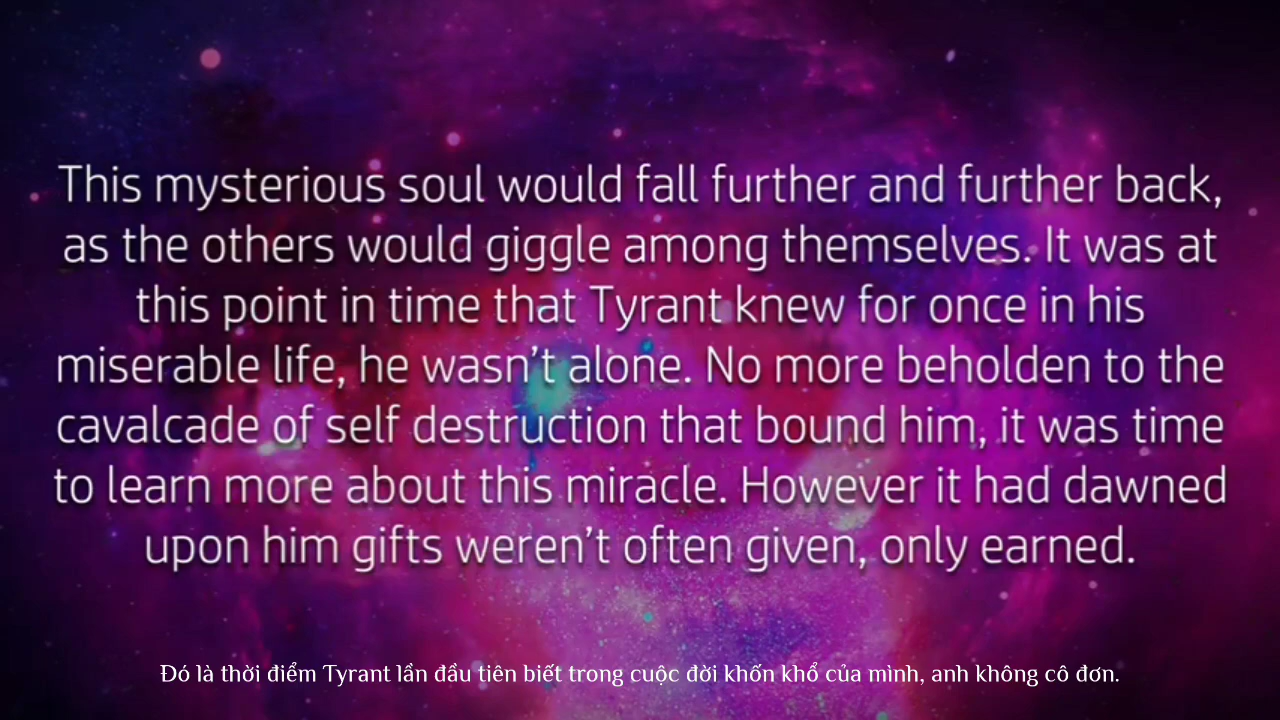 This mysterious soul would fall further and further back,
as the others would giggle among themselves. It was at
this point in time that Tyrant knew for once in his
miserable life, he wasn’t alone. No more beholden to the
cavalcade of self destruction that bound him, it was time
to learn more about this miracle. However it had dawned
upon him gifts weren’t often given, only earned.
Đó là thời điểm Tyrant lần đầu tiên biết trong cuộc đời khốn khổ của mình, anh không cô đơn.